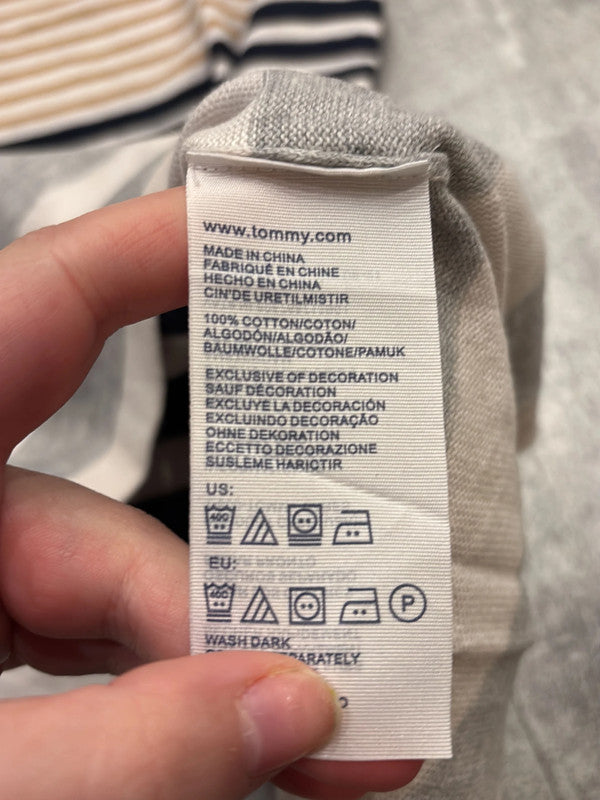 www.tommy.com
MADE IN CHINA
FABRIQUÉ EN CHINE
HECHO EN CHINA
CIN'DE URETILMISTIR
100% COTTON/COTON/
ALGODÓN/ALGODÃO/
BAUMWOLLE/COTONE/PAMUK
EXCLUSIVE OF DECORATION
SAUF DÉCORATION
EXCLUYE LA DECORACIÓN
EXCLUINDO DECORAÇÃO
OHNE DEKORATION
ECCETTO DECORAZIONE
SUSLEME HARICTIR
US:
40C
EU:
40C P
WASH DARK